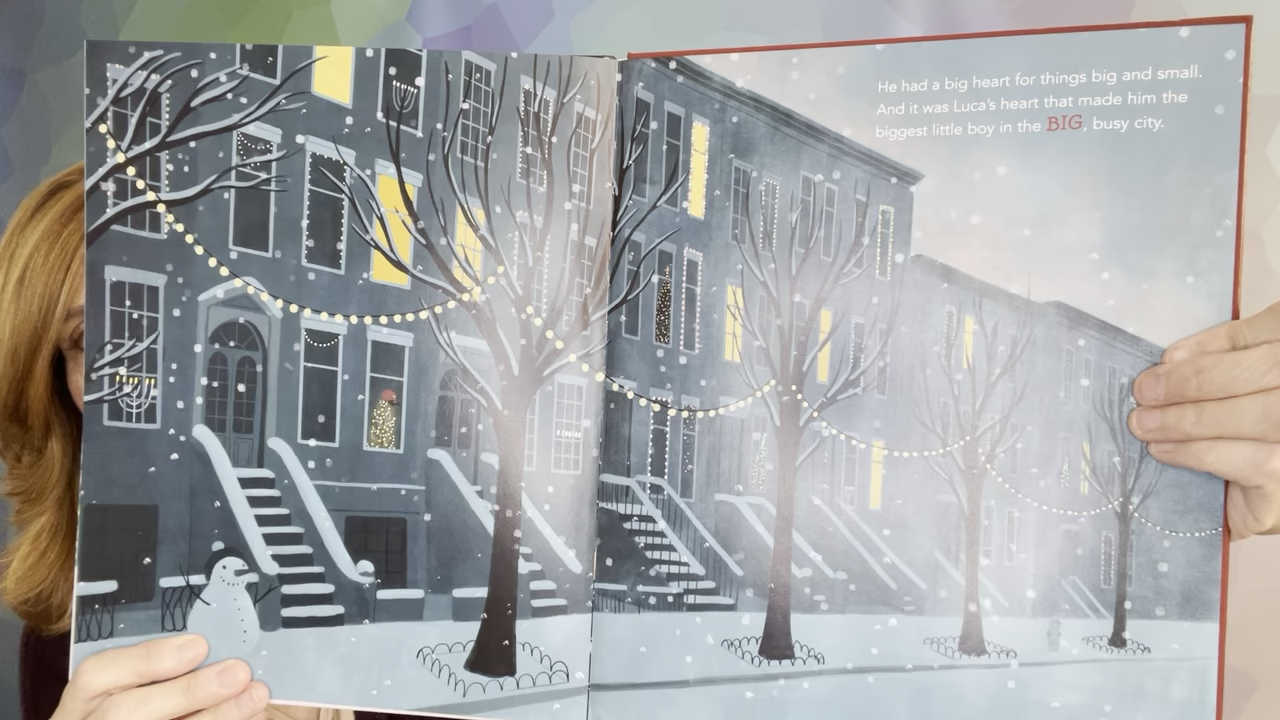 He had a big heart for things big and small.
And it was Luca's heart that made him the
biggest little boy in the BIG, busy city.